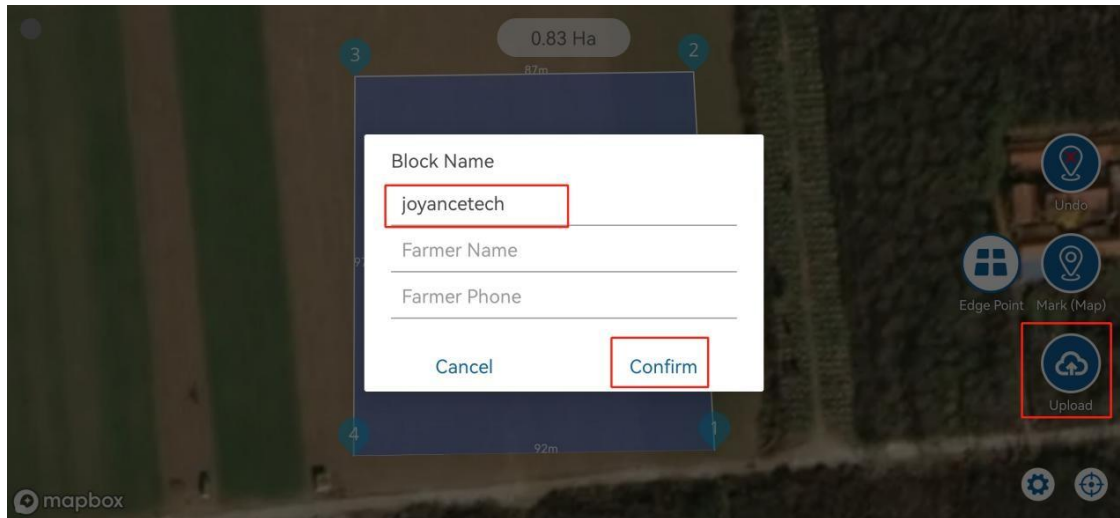 0.83 Ha
3
2
87m
Block Name
joyancetech
Undo
Farmer Name
Farmer Phone
Edge Point
Mark (Map)
Cancel
Confirm
Upload
4
1
92m
mapbox